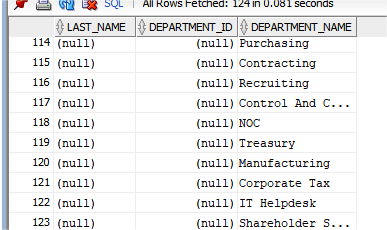 SQL | All Rows Fetched: 124 in 0.081 seconds
LAST_NAME DEPARTMENT_ID DEPARTMENT_NAME
114 (null) (null) Purchasing
115 (null) (null) Contracting
116 (null) (null) Recruiting
117 (null) (null) Control And C...
118 (null) (null) NOC
119 (null) (null) Treasury
120 (null) (null) Manufacturing
121 (null) (null) Corporate Tax
122 (null) (null) IT Helpdesk
123 (null) (null) Shareholder S...